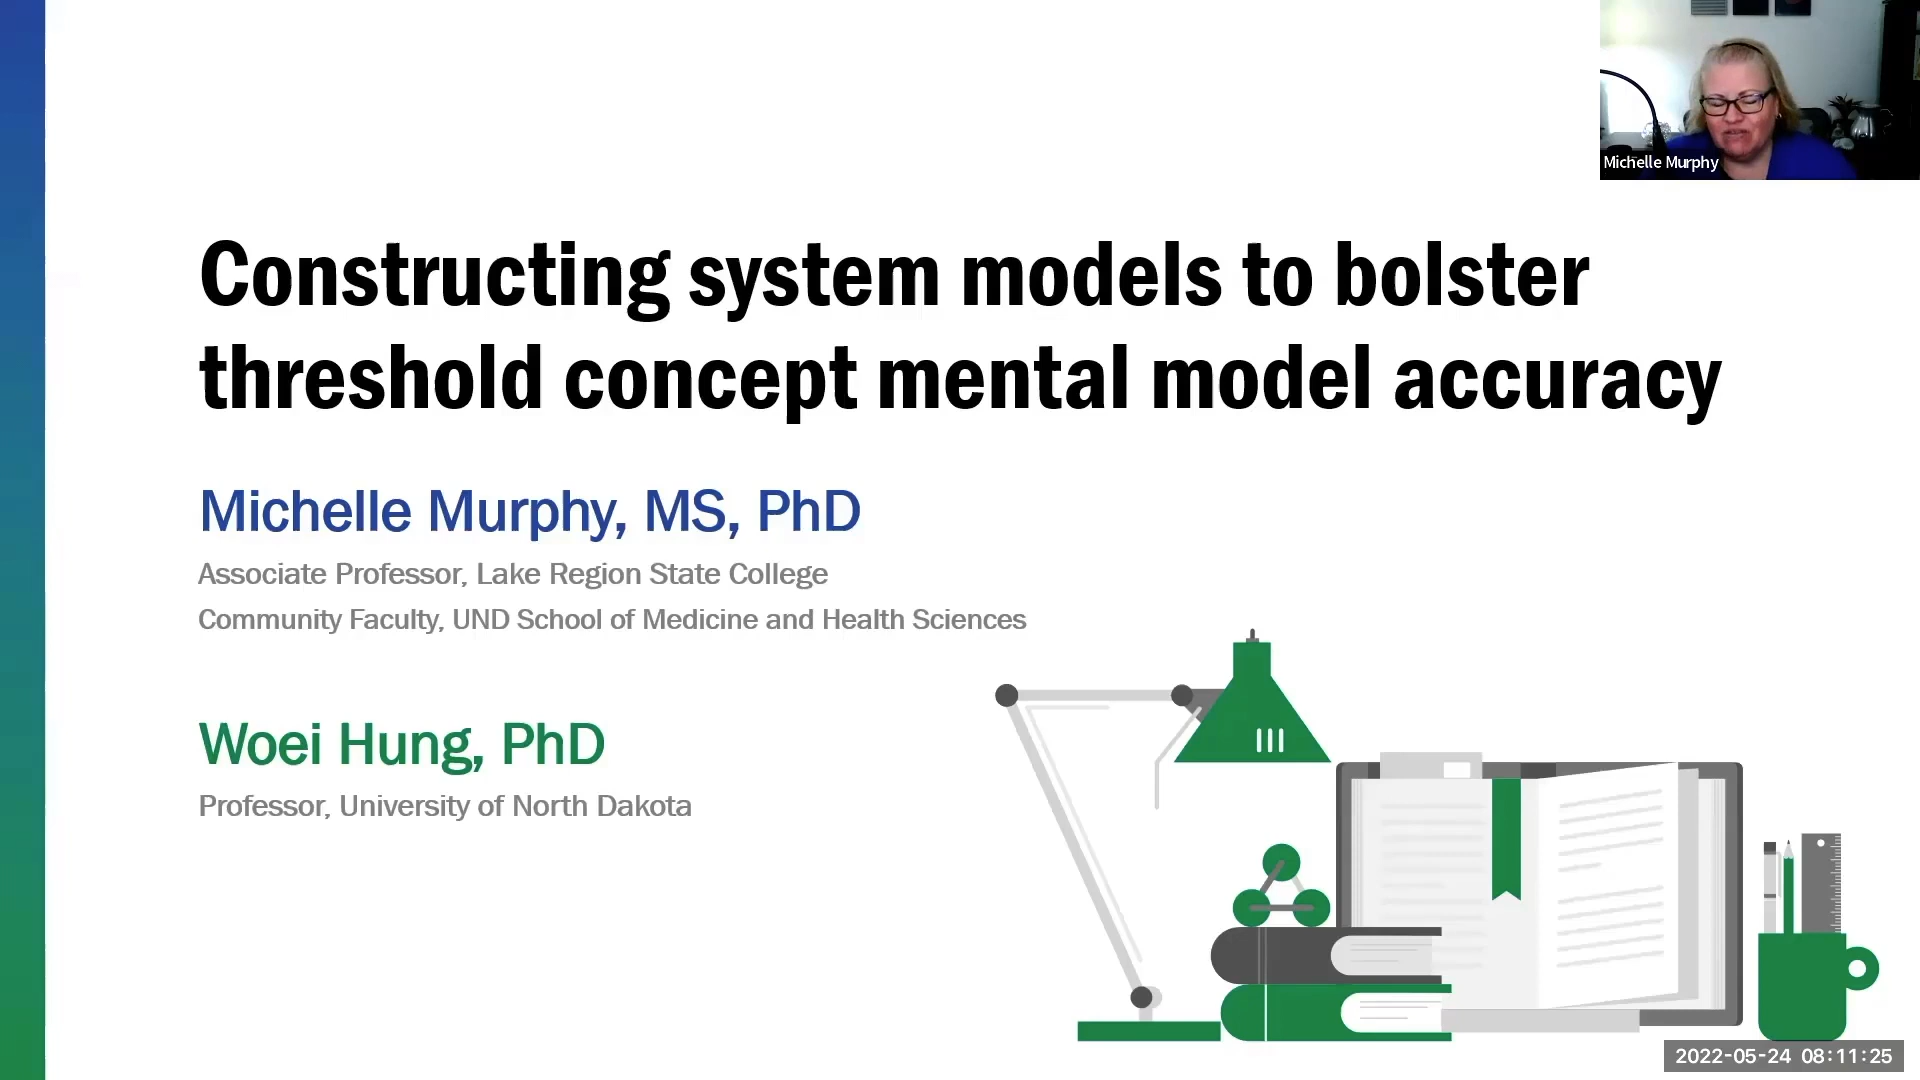 Michelle Murphy
Constructing system models to bolster
threshold concept mental model accuracy
Michelle Murphy, MS, PhD
Associate Professor, Lake Region State College
Community Faculty, UND School of Medicine and Health Sciences
Woei Hung, PhD
Professor, University of North Dakota
2022-05-24 08:11:25